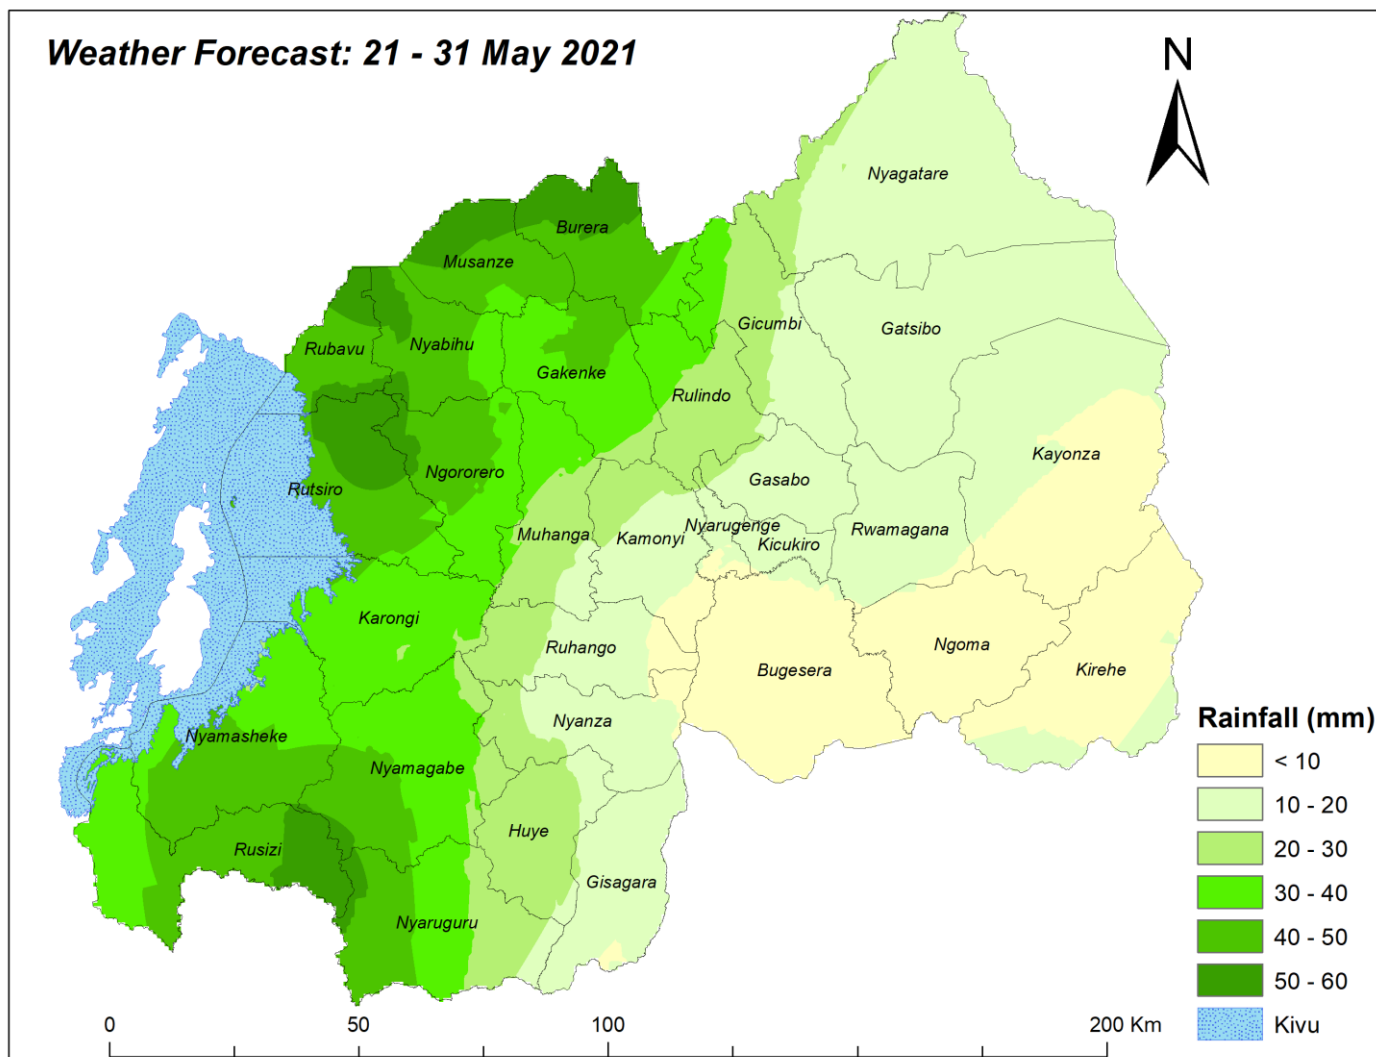 Weather Forecast: 21 - 31 May 2021
N
Nyagatare
Burera
Musanze
Gicumbi
Gatsibo
Rubavu
Nyabihu
Gakenke
Rulindo
Kayonza
Ngororero
Gasabo
Rutsiro
Muhanga
Kamonyi
Nyarugenge
Kicukiro
Rwamagana
Karongi
Ruhango
Bugesera
Ngoma
Kirehe
Nyamasheke
Nyanza
Nyamagabe
Huye
Rusizi
Gisagara
Nyaruguru
Rainfall (mm)
< 10
10 - 20
20 - 30
30 - 40
40 - 50
50 - 60
Kivu
0 50 100 200 Km